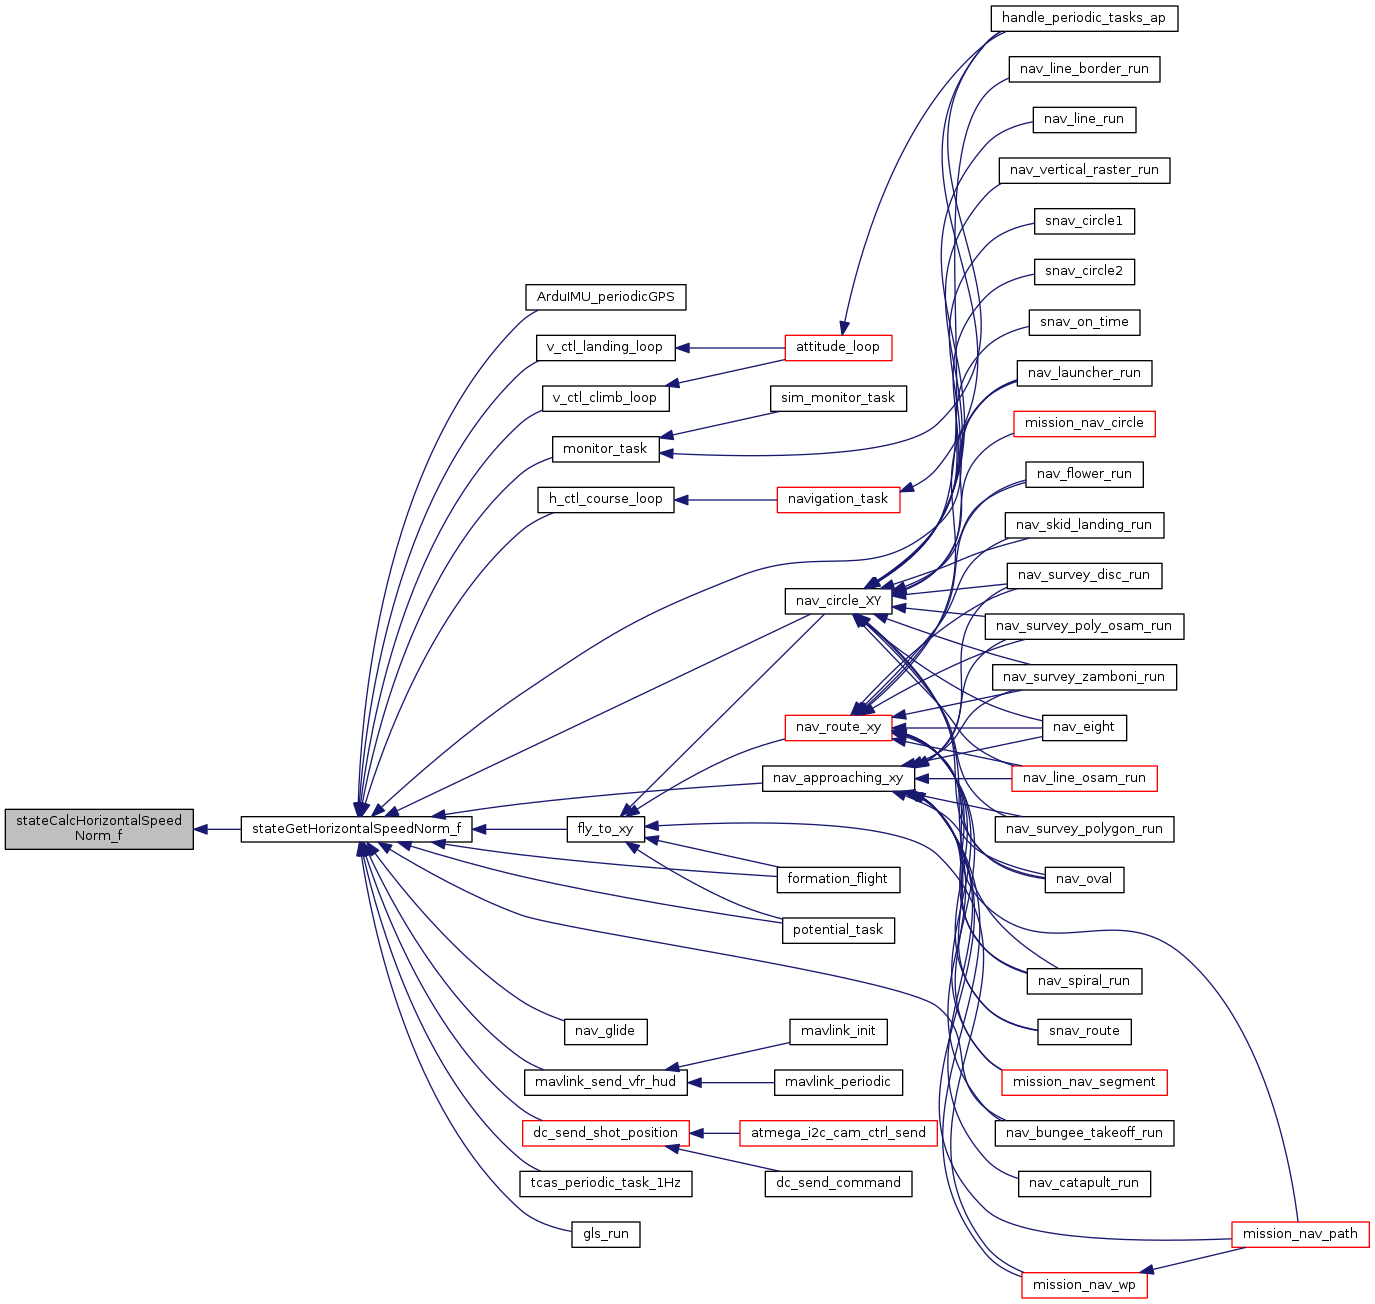 handle_periodic_tasks_ap
nav_line_border_run
nav_line_run
nav_vertical_raster_run
snav_circle1
snav_circle2
ArduIMU_periodicGPS
snav_on_time
v_ctl_landing_loop
attitude_loop
nav_launcher_run
v_ctl_climb_loop
sim_monitor_task
mission_nav_circle
monitor_task
nav_flower_run
h_ctl_course_loop
navigation_task
nav_skid_landing_run
nav_survey_disc_run
nav_circle_XY
nav_survey_poly_osam_run
nav_survey_zamboni_run
nav_route_xy
nav_eight
nav_approaching_xy
nav_line_osam_run
stateCalcHorizontalSpeed
Norm_f
stateGetHorizontalSpeedNorm_f
fly_to_xy
nav_survey_polygon_run
formation_flight
nav_oval
potential_task
nav_spiral_run
nav_glide
mavlink_init
snav_route
mavlink_send_vfr_hud
mavlink_periodic
mission_nav_segment
dc_send_shot_position
atmega_i2c_cam_ctrl_send
nav_bungee_takeoff_run
tcas_periodic_task_1Hz
dc_send_command
nav_catapult_run
gls_run
mission_nav_path
mission_nav_wp